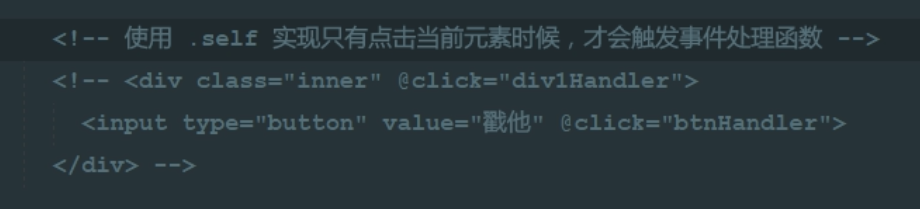 <!-- 使用 .self 实现只有点击当前元素时候，才会触发事件处理函数 -->
<!-- <div class="inner" @click="div1Handler">
<input type="button" value="戳他" @click="btnHandler">
</div> -->